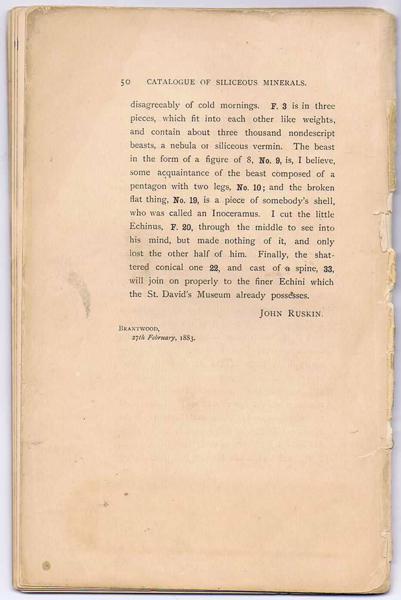 50 CATALOGUE OF SILICEOUS MINERALS.
disagreeably of cold mornings. F. 3 is in three
pieces, which fit into each other like weights,
and contain about three thousand nondescript
beasts, a nebula or siliceous vermin. The beast
in the form of a figure of 8, No. 9, is, I believe,
some acquaintance of the beast composed of a
pentagon with two legs, No. 10; and the broken
flat thing, No. 19, is a piece of somebody's shell,
who was called an Inoceramus. I cut the little
Echinus, F. 20, through the middle to see into
his mind, but made nothing of it, and only
lost the other half of him. Finally, the shat-
tered conical one 22, and cast of a spine, 33,
will join on properly to the finer Echini which
the St. David's Museum already possesses.
JOHN RUSKIN.
BRANTWOOD,
27th February, 1883.